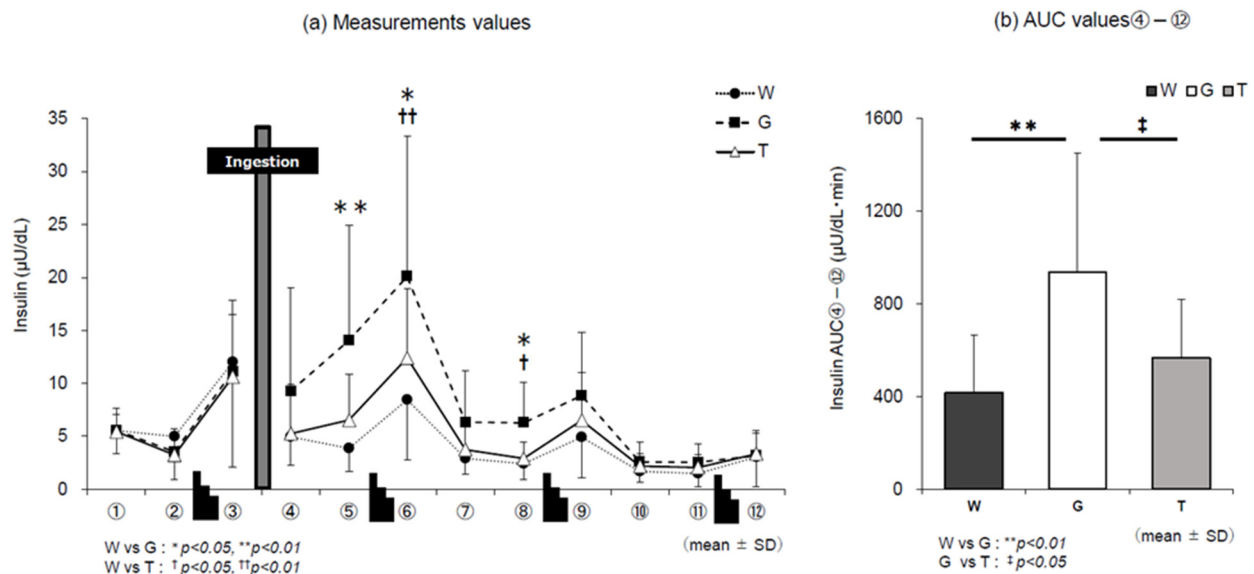 (a) Measurements values
(b) AUC values④－⑫
W
G
T
W G T
35
30
25
20
15
10
5
0
Insulin (μU/dL)
Ingestion
*
††
**
*
†
① ② ③ ④ ⑤ ⑥ ⑦ ⑧ ⑨ ⑩ ⑪ ⑫
W vs G : *p<0.05, **p<0.01
W vs T : †p<0.05, ††p<0.01
(mean ± SD)
1600
1200
800
400
0
Insulin AUC④－⑫ (μU/dL・min)
** ‡
W G T
W vs G : **p<0.01
G vs T : ‡p<0.05
(mean ± SD)